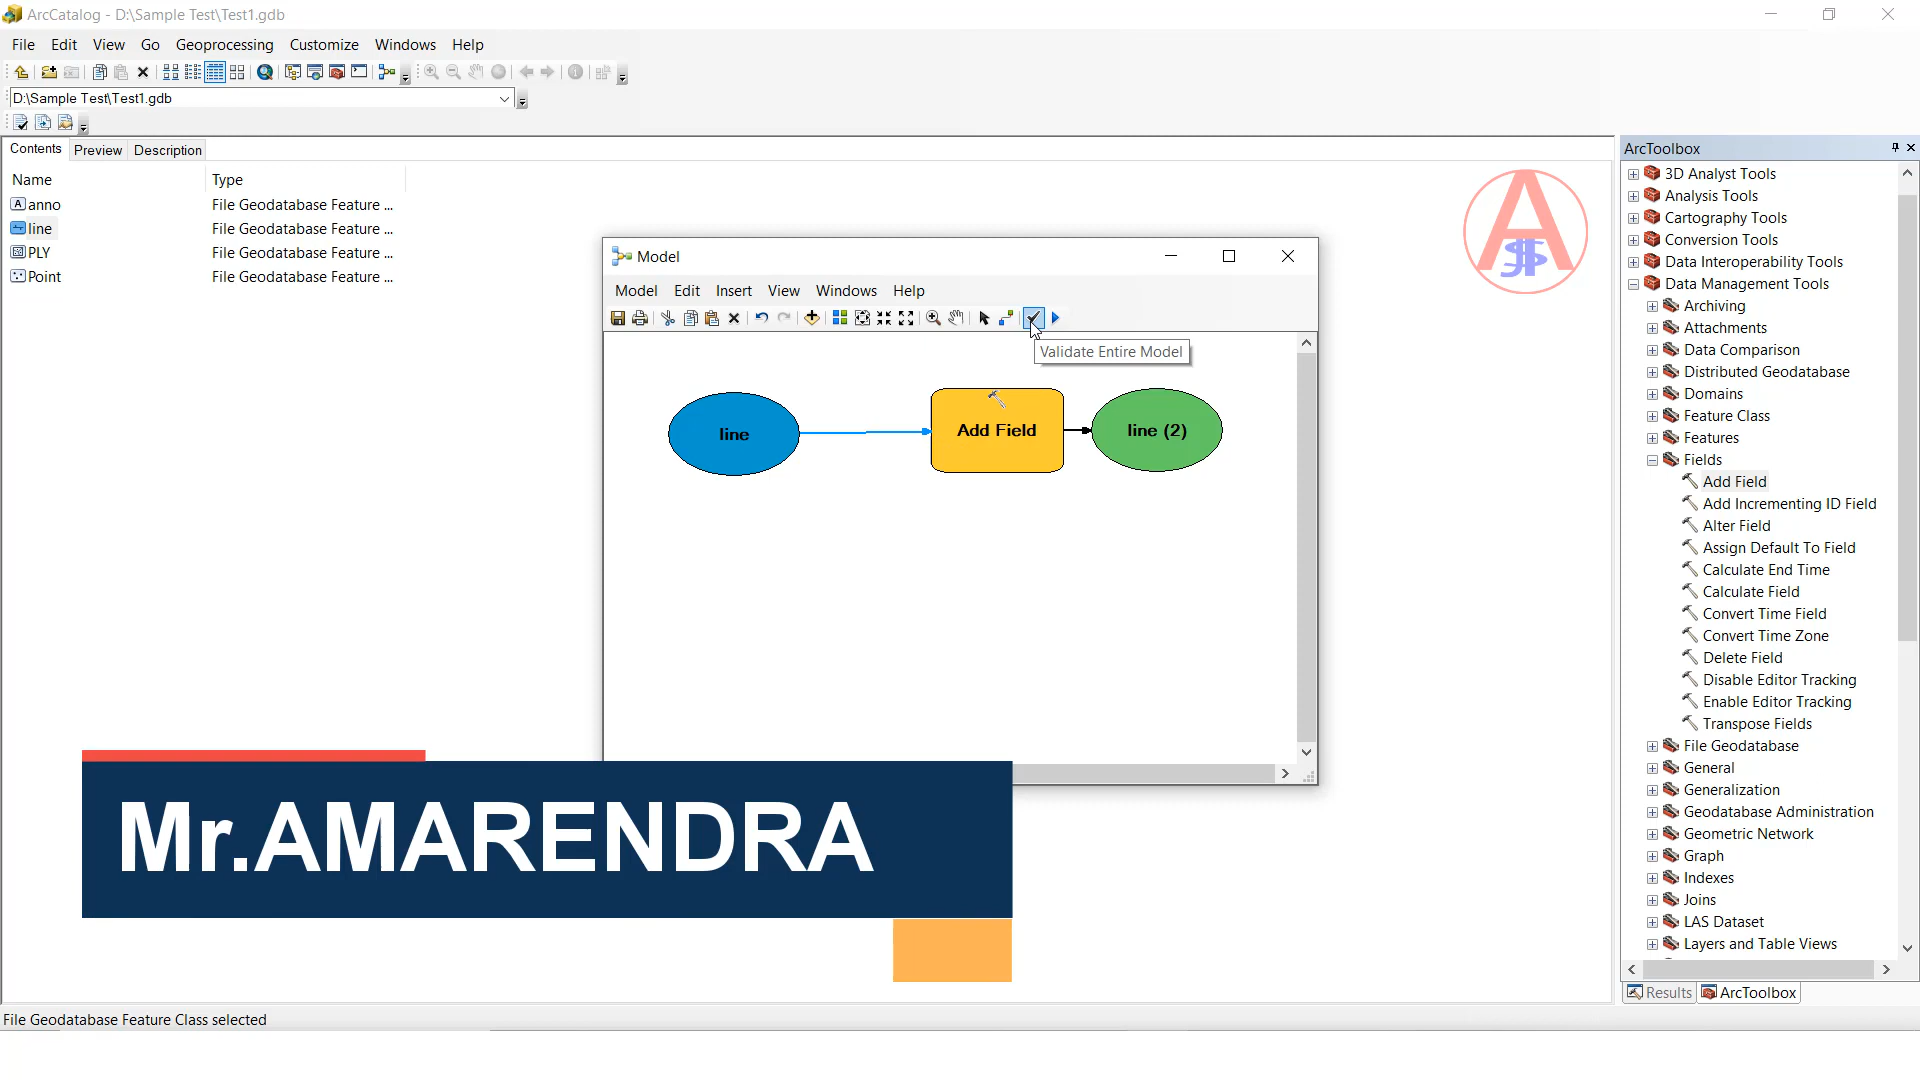 ArcCatalog - D:\Sample Test\Test1.gdb
File Edit View Go Geoprocessing Customize Windows Help
D:\Sample Test\Test1.gdb
Contents Preview Description
Name Type
anno File Geodatabase Feature ...
line File Geodatabase Feature ...
PLY File Geodatabase Feature ...
Point File Geodatabase Feature ...
Model
Model Edit Insert View Windows Help
Validate Entire Model
line
Add Field
line (2)
Mr.AMARENDRA
ArcToolbox
3D Analyst Tools
Analysis Tools
Cartography Tools
Conversion Tools
Data Interoperability Tools
Data Management Tools
Archiving
Attachments
Data Comparison
Distributed Geodatabase
Domains
Feature Class
Features
Fields
Add Field
Add Incrementing ID Field
Alter Field
Assign Default To Field
Calculate End Time
Calculate Field
Convert Time Field
Convert Time Zone
Delete Field
Disable Editor Tracking
Enable Editor Tracking
Transpose Fields
File Geodatabase
General
Generalization
Geodatabase Administration
Geometric Network
Graph
Indexes
Joins
LAS Dataset
Layers and Table Views
Results ArcToolbox
File Geodatabase Feature Class selected